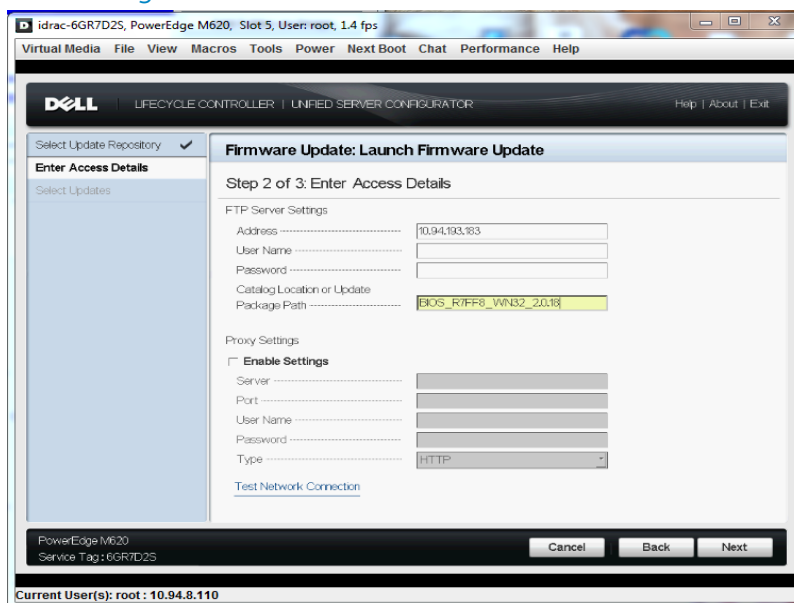 idrac-6GR7D2S, PowerEdge M620, Slot 5, User: root, 1.4 fps
Virtual Media File View Macros Tools Power Next Boot Chat Performance Help
DELL LIFECYCLE CONTROLLER | UNIFIED SERVER CONFIGURATOR Help | About | Exit
Select Update Repository
Enter Access Details
Select Updates
Firmware Update: Launch Firmware Update
Step 2 of 3: Enter Access Details
FTP Server Settings
Address 10.94.193.183
User Name
Password
Catalog Location or Update
Package Path BIOS_R7FF8_WN32_2.0.18
Proxy Settings
Enable Settings
Server
Port
User Name
Password
Type HTTP
Test Network Connection
PowerEdge M620
Service Tag : 6GR7D2S
Cancel Back Next
Current User(s): root : 10.94.8.110